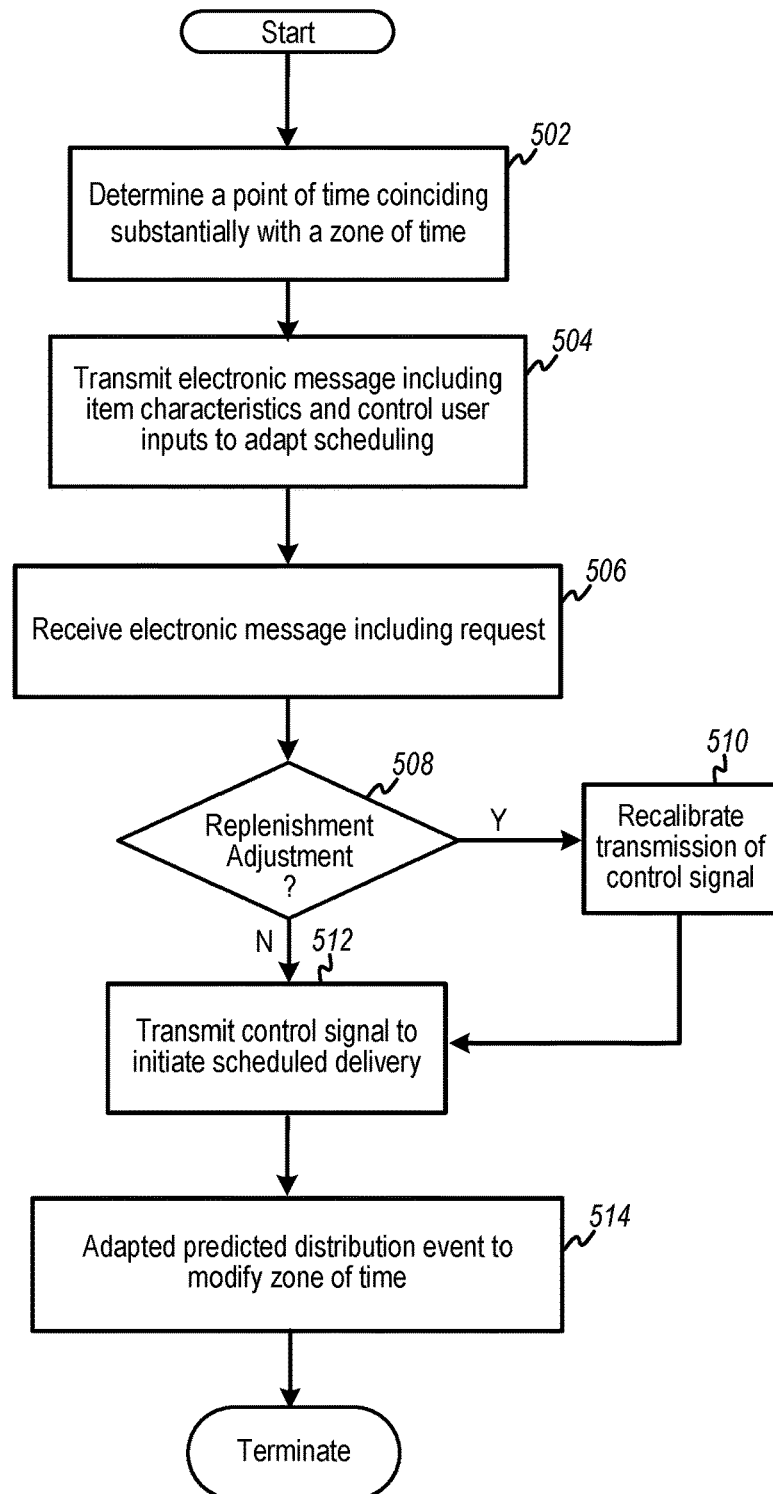 Start
502
Determine a point of time coinciding
substantially with a zone of time
504
Transmit electronic message including
item characteristics and control user
inputs to adapt scheduling
506
Receive electronic message including request
508
Replenishment
Adjustment
?
Y
510
Recalibrate
transmission of
control signal
N
512
Transmit control signal to
initiate scheduled delivery
514
Adapted predicted distribution event to
modify zone of time
Terminate